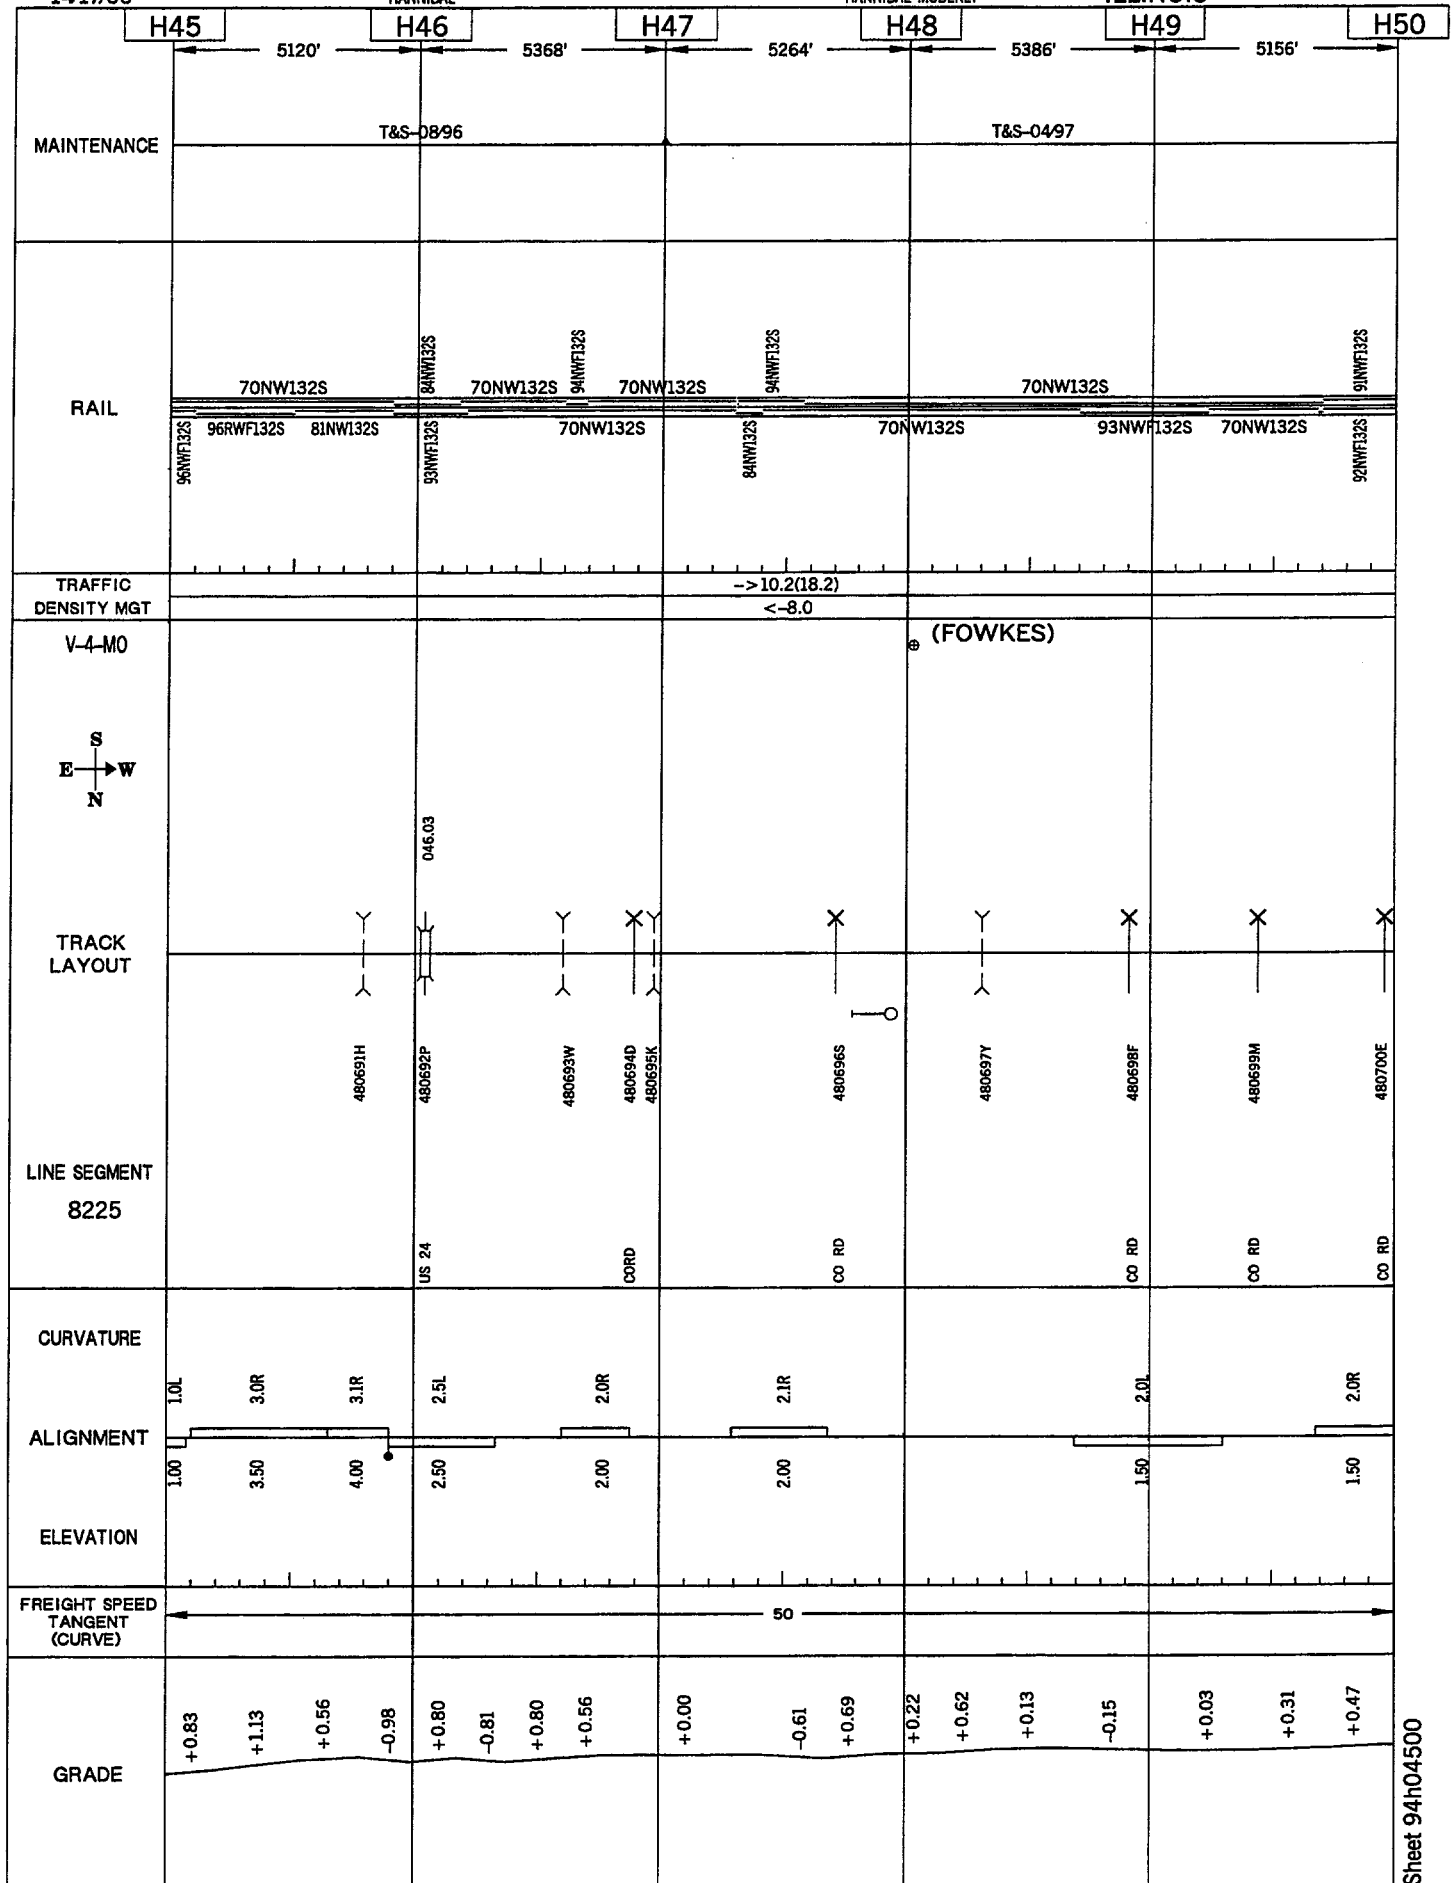 H45 H46 H47 H48 H49 H50
5120' 5368' 5264' 5386' 5156'
MAINTENANCE
T&S-08/96 T&S-04/97
RAIL
84NW132S 94NWF132S 94NWF132S 91NWF132S
70NW132S 70NW132S 70NW132S 70NW132S
96RWF132S 81NW132S 70NW132S 70NW132S 93NWF132S 70NW132S
96NWF132S 93NWF132S 84NW132S 92NWF132S
TRAFFIC
DENSITY MGT
->10.2(18.2)
<-8.0
V-4-MO
(FOWKES)
S
E W
N
046.03
TRACK
LAYOUT
480691H 480692P 480693W 480694D 480695K 480696S 480697Y 480698F 480699M 480700E
LINE SEGMENT
8225
US 24 CORD CO RD CO RD CO RD CO RD
CURVATURE
1.0L 3.0R 3.1R 2.5L 2.0R 2.1R 2.0L 2.0R
ALIGNMENT
1.00 3.50 4.00 2.50 2.00 2.00 1.50 1.50
ELEVATION
FREIGHT SPEED
TANGENT
(CURVE)
50
+0.83 +1.13 +0.56 -0.98 +0.80 -0.81 +0.80 +0.56 +0.00 -0.61 +0.69 +0.22 +0.62 +0.13 -0.15 +0.03 +0.31 +0.47
GRADE
Sheet 94h04500